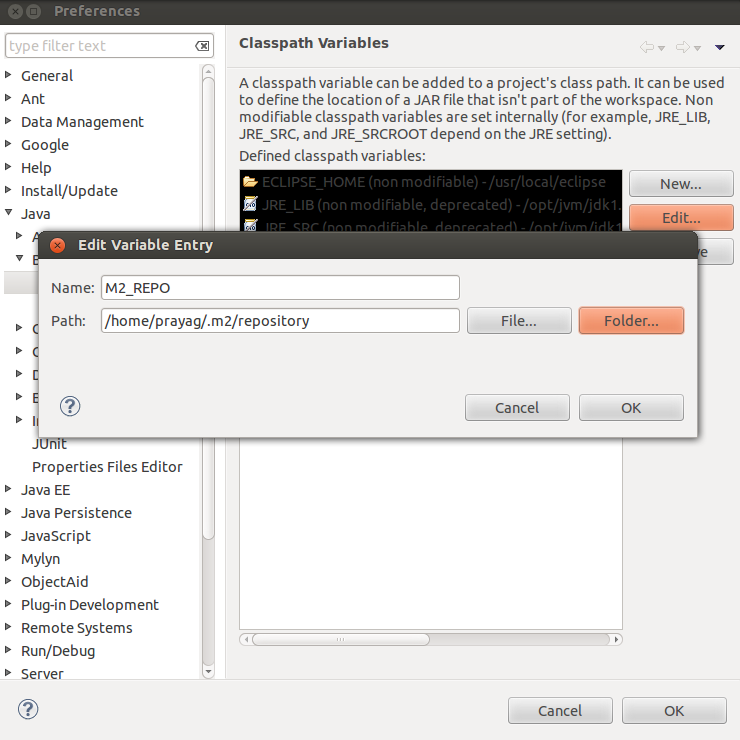 Preferences
type filter text
General
Ant
Data Management
Google
Help
Install/Update
Java
JUnit
Properties Files Editor
Java EE
Java Persistence
JavaScript
Mylyn
ObjectAid
Plug-in Development
Remote Systems
Run/Debug
Server
Classpath Variables
A classpath variable can be added to a project's class path. It can be used
to define the location of a JAR file that isn't part of the workspace. Non
modifiable classpath variables are set internally (for example, JRE_LIB,
JRE_SRC, and JRE_SRCROOT depend on the JRE setting).
Defined classpath variables:
ECLIPSE_HOME (non modifiable) - /usr/local/eclipse
JRE_LIB (non modifiable, deprecated) - /opt/jvm/jdk1.
JRE_SRC (non modifiable, deprecated) - /opt/jvm/jdk1
New...
Edit...
Edit Variable Entry
Name: M2_REPO
Path: /home/prayag/.m2/repository
File...
Folder...
Cancel
OK
Cancel
OK